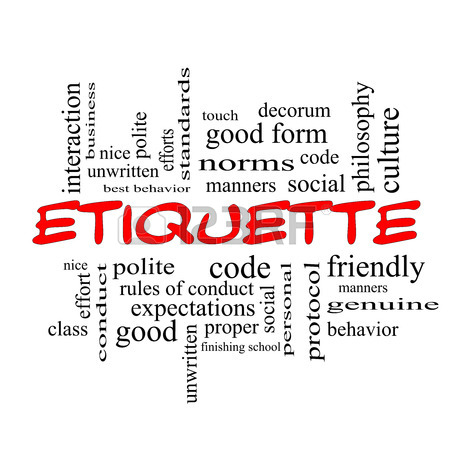 interaction
business
nice
unwritten
polite
efforts
best behavior
standards
touch
decorum
good form
norms
code
manners
social
philosophy
culture
ETIQUETTE
nice
effort
class
conduct
polite
rules of conduct
expectations
good
unwritten
code
proper
social
finishing school
personal
protocol
friendly
manners
genuine
behavior